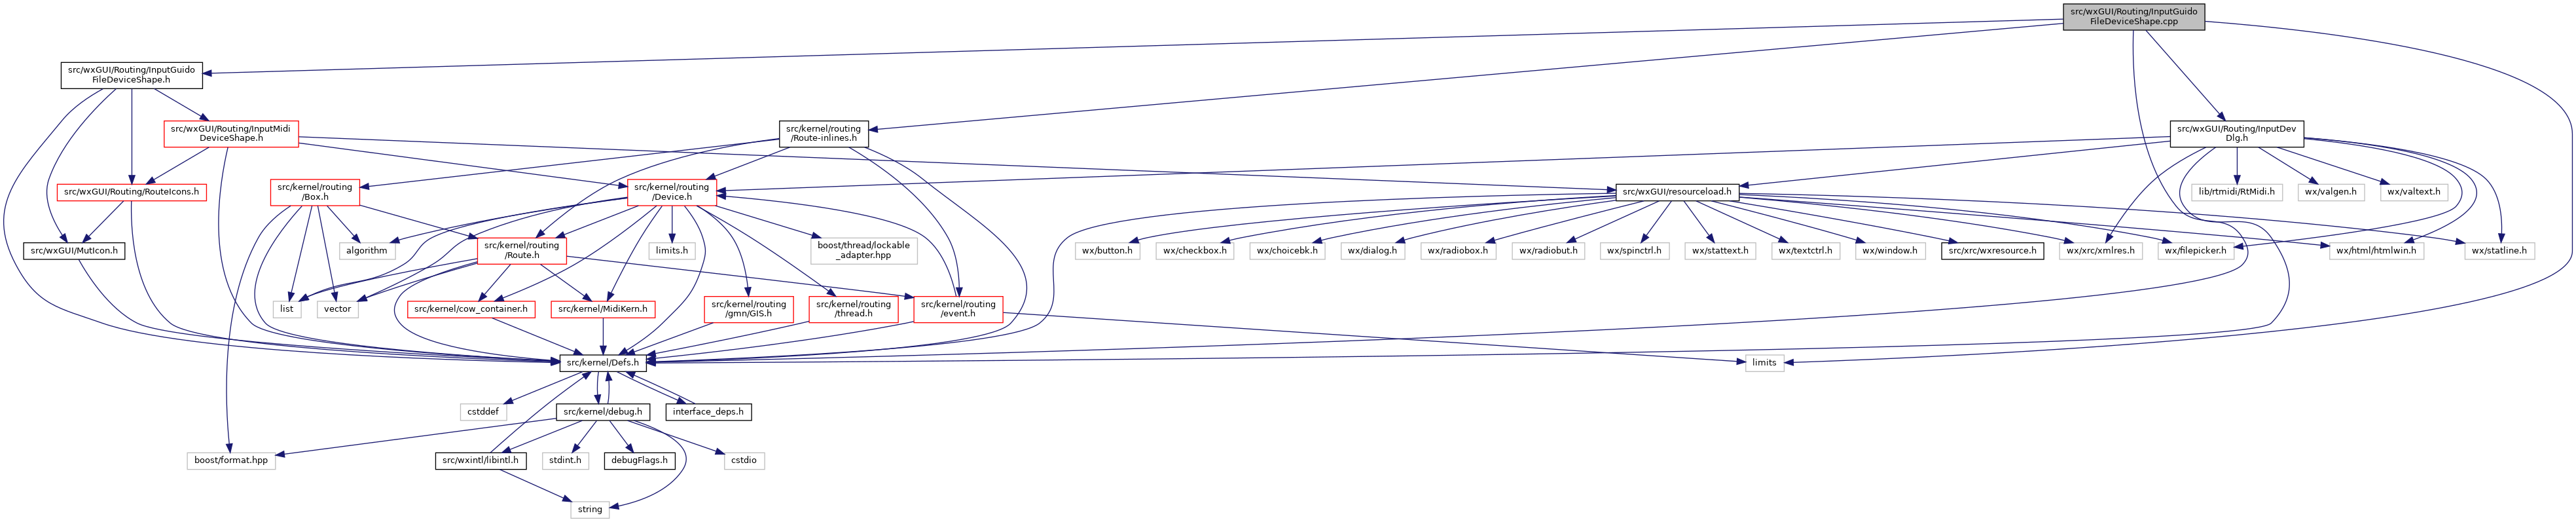 src/wxGUI/Routing/InputGuido
FileDeviceShape.cpp
src/wxGUI/Routing/InputGuido
FileDeviceShape.h
src/wxGUI/Routing/InputMidi
DeviceShape.h
src/kernel/routing
/Route-inlines.h
src/wxGUI/Routing/InputDev
Dlg.h
src/wxGUI/Routing/RouteIcons.h
src/kernel/routing
/Box.h
src/kernel/routing
/Device.h
src/wxGUI/resourceload.h
lib/rtmidi/RtMidi.h
wx/valgen.h
wx/valtext.h
src/wxGUI/MutIcon.h
algorithm
src/kernel/routing
/Route.h
limits.h
boost/thread/lockable
_adapter.hpp
wx/button.h
wx/checkbox.h
wx/choicebk.h
wx/dialog.h
wx/radiobox.h
wx/radiobut.h
wx/spinctrl.h
wx/stattext.h
wx/textctrl.h
wx/window.h
src/xrc/wxresource.h
wx/xrc/xmlres.h
wx/filepicker.h
wx/html/htmlwin.h
wx/statline.h
list
vector
src/kernel/cow_container.h
src/kernel/MidiKern.h
src/kernel/routing
/gmn/GIS.h
src/kernel/routing
/thread.h
src/kernel/routing
/event.h
src/kernel/Defs.h
limits
cstddef
src/kernel/debug.h
interface_deps.h
boost/format.hpp
src/wxintl/libintl.h
stdint.h
debugFlags.h
cstdio
string